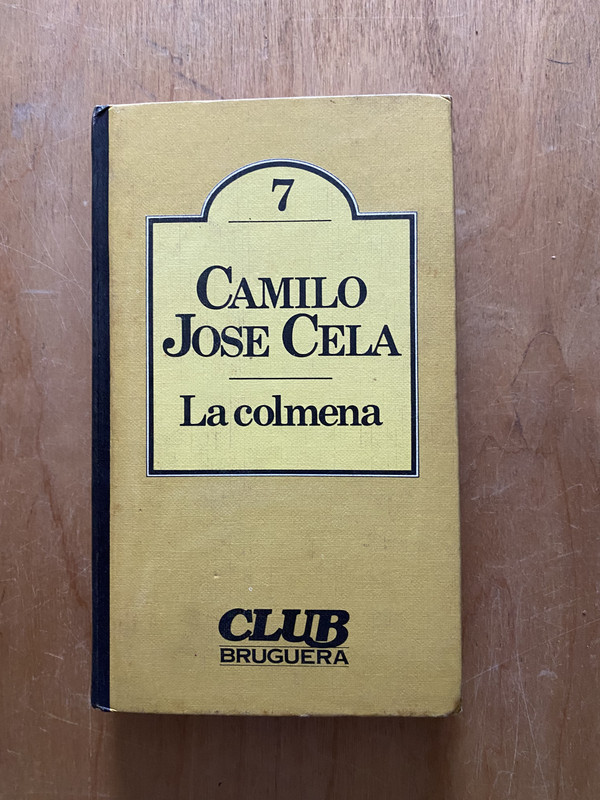 7
CAMILO
JOSE CELA
La colmena
CLUB
BRUGUERA